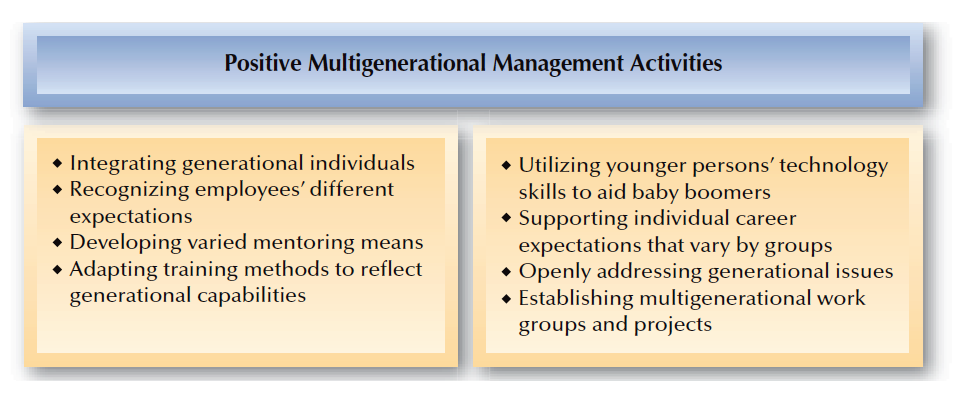 Positive Multigenerational Management Activities
◆ Integrating generational individuals
◆ Recognizing employees’ different
expectations
◆ Developing varied mentoring means
◆ Adapting training methods to reflect
generational capabilities
◆ Utilizing younger persons’ technology
skills to aid baby boomers
◆ Supporting individual career
expectations that vary by groups
◆ Openly addressing generational issues
◆ Establishing multigenerational work
groups and projects